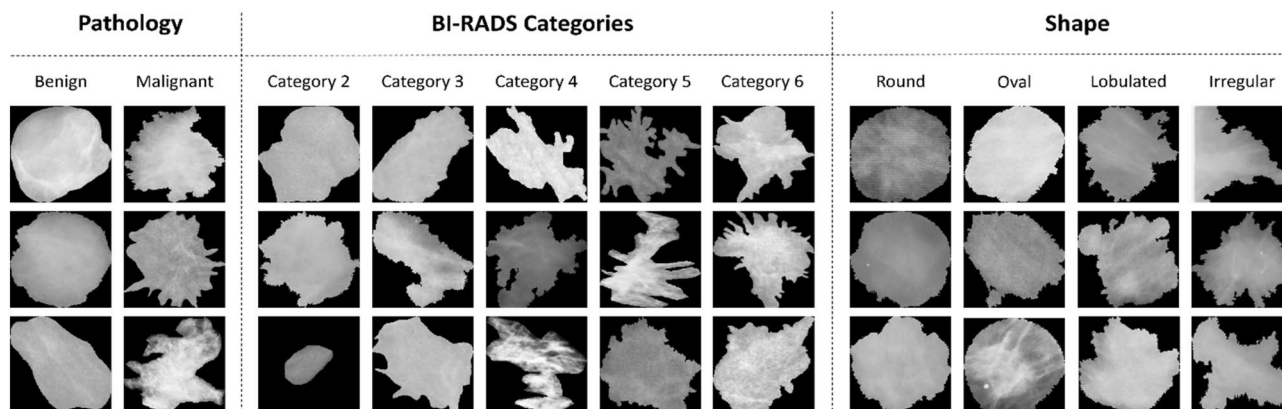 Pathology BI-RADS Categories Shape
Benign Malignant Category 2 Category 3 Category 4 Category 5 Category 6 Round Oval Lobulated Irregular